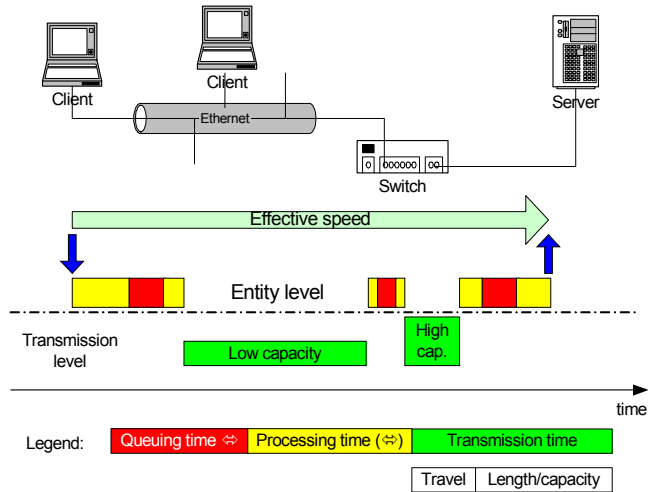 Client
Client
Server
Ethernet
Switch
Effective speed
Entity level
Transmission
level
Low capacity
High
cap.
time
Legend:
Queuing time ⇔
Processing time (⇔)
Transmission time
Travel
Length/capacity